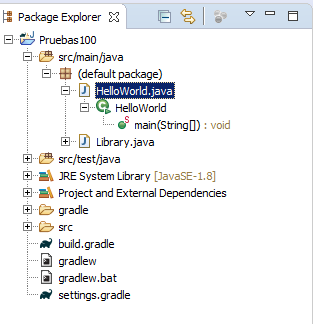 Package Explorer
Pruebas100
src/main/java
(default package)
HelloWorld.java
HelloWorld
main(String[]) : void
Library.java
src/test/java
JRE System Library [JavaSE-1.8]
Project and External Dependencies
gradle
src
build.gradle
gradlew
gradlew.bat
settings.gradle